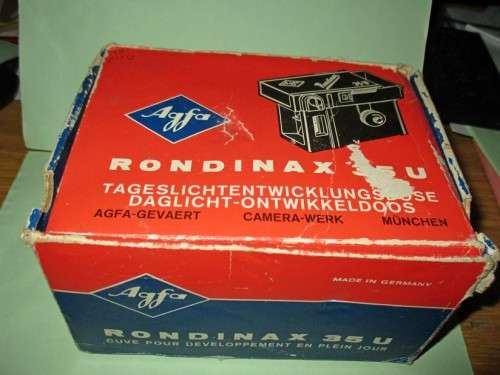 Agfa
RONDINAX 35 U
TAGESLICHTENTWICKLUNGSDOSE
DAGLICHT-ONTWIKKELDOOS
AGFA-GEVAERT CAMERA-WERK MÜNCHEN
MADE IN GERMANY
Agfa
RONDINAX 35 U
CUVE POUR DÉVELOPPEMENT EN PLEIN JOUR